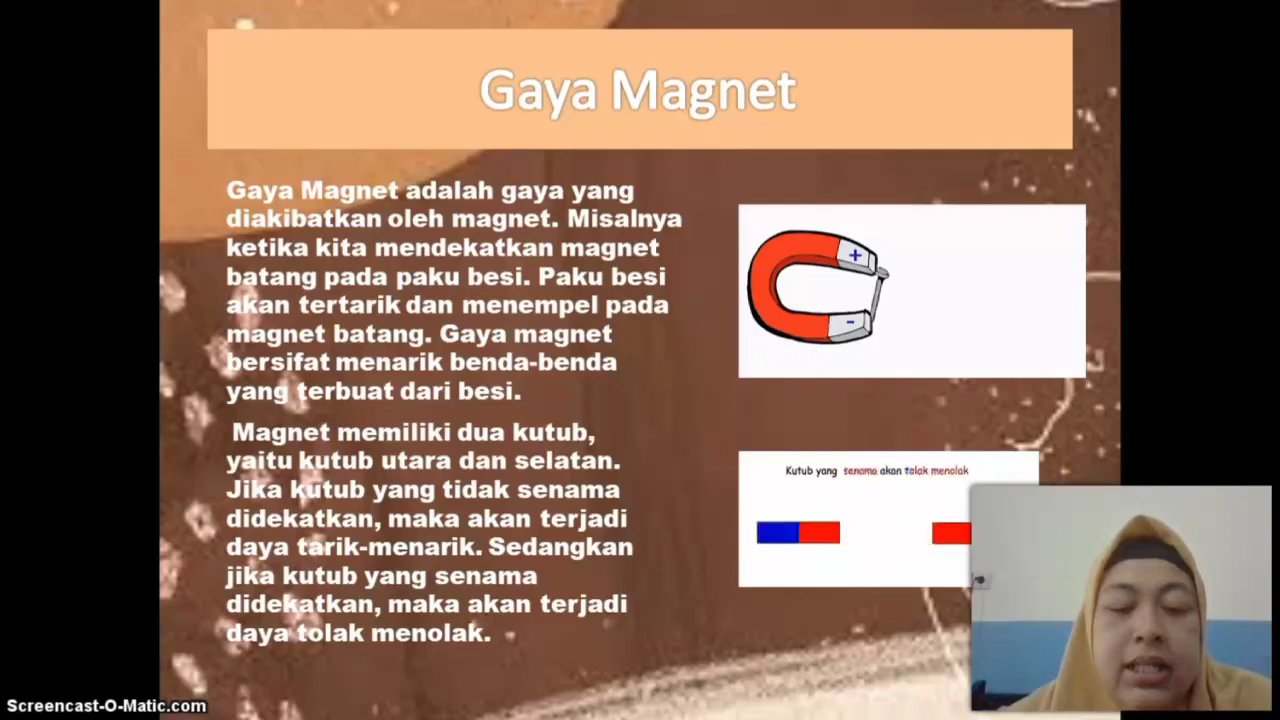 Gaya Magnet
Gaya Magnet adalah gaya yang
diakibatkan oleh magnet. Misalnya
ketika kita mendekatkan magnet
batang pada paku besi. Paku besi
akan tertarik dan menempel pada
magnet batang. Gaya magnet
bersifat menarik benda-benda
yang terbuat dari besi.
Magnet memiliki dua kutub,
yaitu kutub utara dan selatan.
Jika kutub yang tidak senama
didekatkan, maka akan terjadi
daya tarik-menarik. Sedangkan
jika kutub yang senama
didekatkan, maka akan terjadi
daya tolak menolak.
+
-
Kutub yang senama akan tolak menolak
Screencast-O-Matic.com